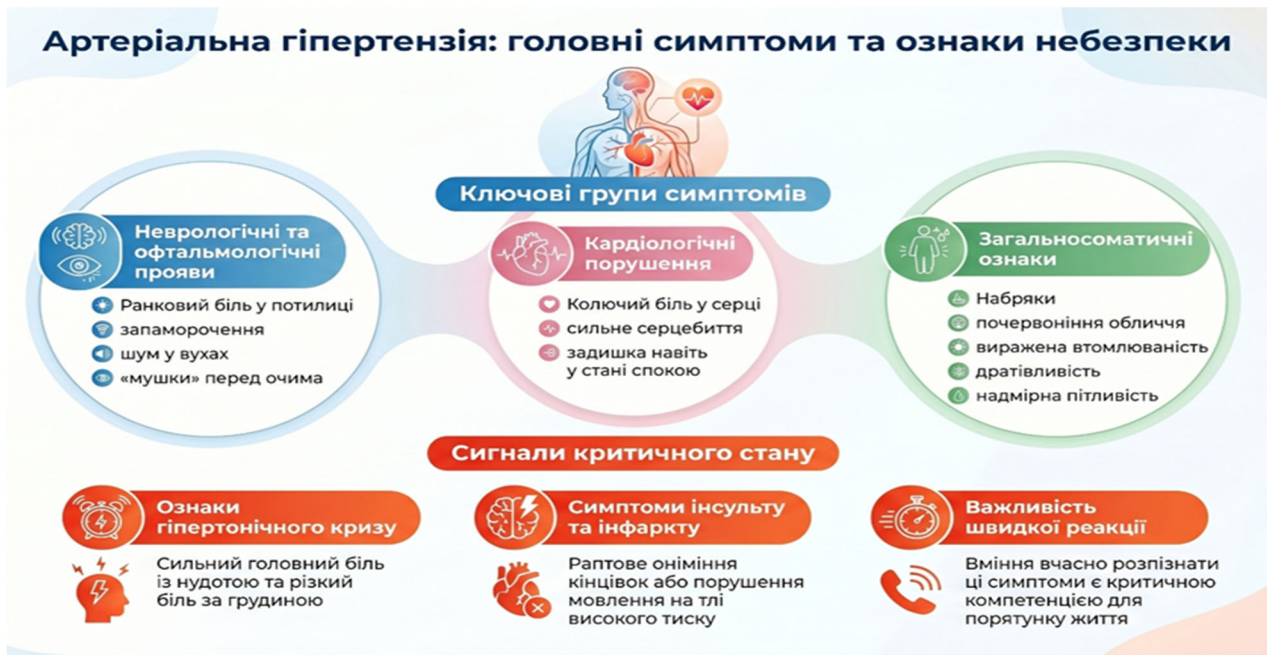 Артеріальна гіпертензія: головні симптоми та ознаки небезпеки
Ключові групи симптомів
Неврологічні та
офтальмологічні
прояви
Ранковий біль у потилиці
запаморочення
шум у вухах
«мушки» перед очима
Кардіологічні
порушення
Колючий біль у серці
сильне серцебиття
задишка навіть
у стані спокою
Загальносоматичні
ознаки
Набряки
почервоніння обличчя
виражена втомлюваність
дратівливість
надмірна пітливість
Сигнали критичного стану
Ознаки
гіпертонічного кризу
Сильний головний біль
із нудотою та різкий
біль за грудиною
Симптоми інсульту
та інфаркту
Раптове оніміння
кінцівок або порушення
мовлення на тлі
високого тиску
Важливість
швидкої реакції
Вміння вчасно розпізнати
ці симптоми є критичною
компетенцією для
порятунку життя